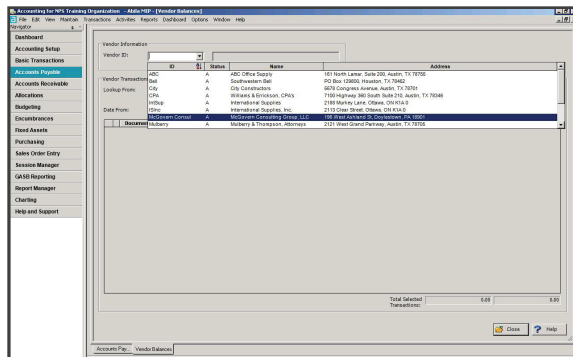 Accounting for NPS Training Organization - Abila MIP - [Vendor Balances]
File Edit View Maintain Transactions Activities Reports Dashboard Options Window Help
Navigator
Dashboard
Accounting Setup
Basic Transactions
Accounts Payable
Accounts Receivable
Allocations
Budgeting
Encumbrances
Fixed Assets
Purchasing
Sales Order Entry
Session Manager
GASB Reporting
Report Manager
Charting
Help and Support
Vendor Information
Vendor ID:
ID Status Name Address
ABC A ABC Office Supply 161 North Lamar, Suite 200, Austin, TX 78756
Bell A Southwestern Bell PO Box 129800, Houston, TX 78462
City A City Constructors 6678 Congress Avenue, Austin, TX 78701
CPA A Williams & Errickson, CPA's 7100 Highway 360 South Suite 210, Austin, TX 78346
IntSup A International Supplies 2188 Murkey Lane, Ottawa, ON K1A 0
ISInc A International Supplies, Inc. 2113 Clear Street, Ottawa, ON K1A 0
McGovern Consul A McGovern Consulting Group, LLC 196 West Ashland St, Doylestown, PA 18901
Mulberry A Mulberry & Thompson, Attorneys 2121 West Grand Parkway, Austin, TX 78705
Vendor Transaction
Lookup From:
Date From:
Documen
Total Selected Transactions: 0.00 0.00
Close Help
Accounts Pay... Vendor Balances